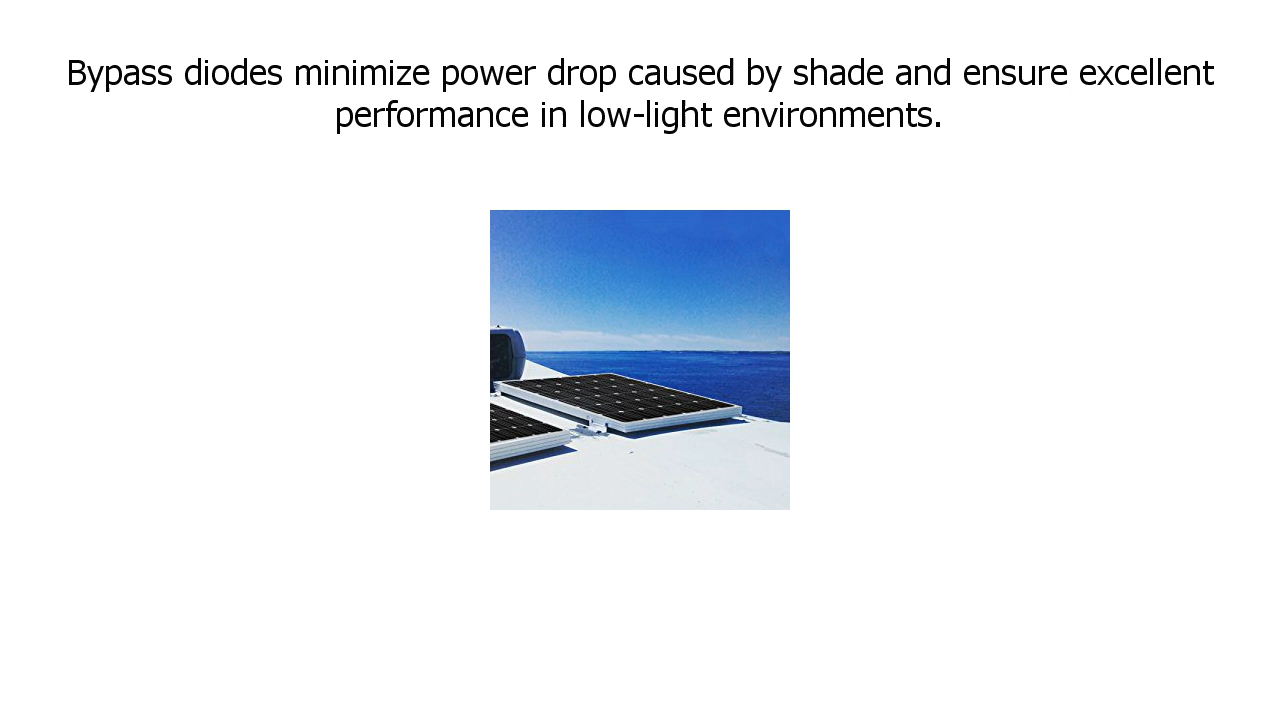 Bypass diodes minimize power drop caused by shade and ensure excellent
performance in low-light environments.